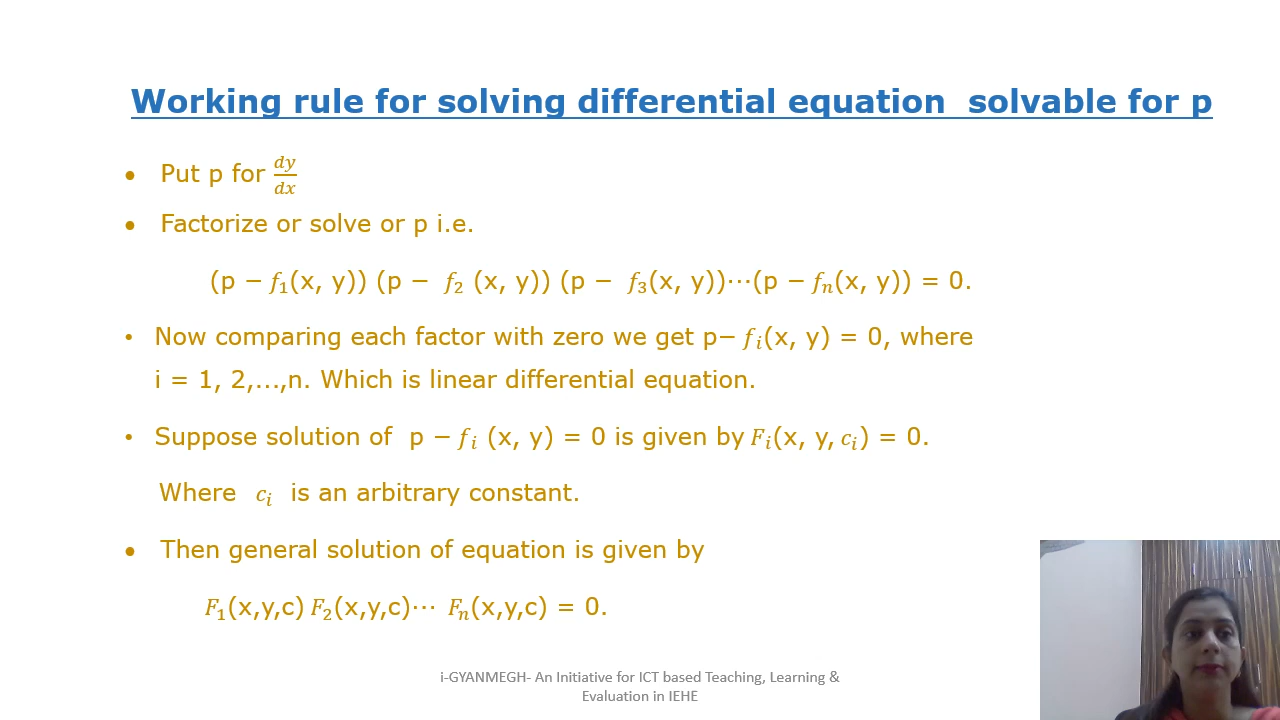 Working rule for solving differential equation solvable for p
• Put p for dy/dx
• Factorize or solve or p i.e.
(p − f₁(x, y)) (p − f₂ (x, y)) (p − f₃(x, y))⋯(p − fₙ(x, y)) = 0.
• Now comparing each factor with zero we get p− fᵢ(x, y) = 0, where
i = 1, 2,...,n. Which is linear differential equation.
• Suppose solution of p − fᵢ (x, y) = 0 is given by Fᵢ(x, y, cᵢ) = 0.
Where cᵢ is an arbitrary constant.
• Then general solution of equation is given by
F₁(x,y,c) F₂(x,y,c)⋯ Fₙ(x,y,c) = 0.
i-GYANMEGH- An Initiative for ICT based Teaching, Learning &
Evaluation in IEHE